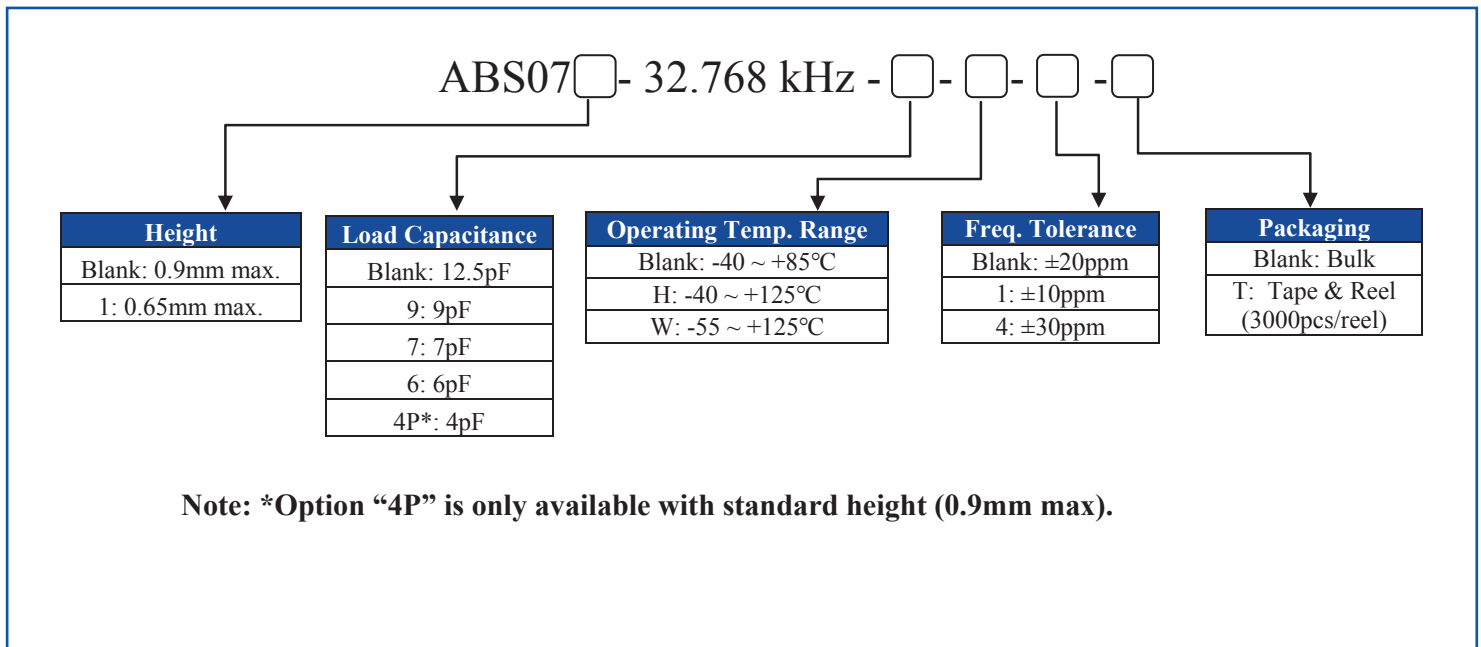 ABS07 - 32.768 kHz - - - -
Height
Blank: 0.9mm max.
1: 0.65mm max.
Load Capacitance
Blank: 12.5pF
9: 9pF
7: 7pF
6: 6pF
4P*: 4pF
Operating Temp. Range
Blank: -40 ~ +85℃
H: -40 ~ +125℃
W: -55 ~ +125℃
Freq. Tolerance
Blank: ±20ppm
1: ±10ppm
4: ±30ppm
Packaging
Blank: Bulk
T: Tape & Reel
(3000pcs/reel)
Note: *Option “4P” is only available with standard height (0.9mm max).